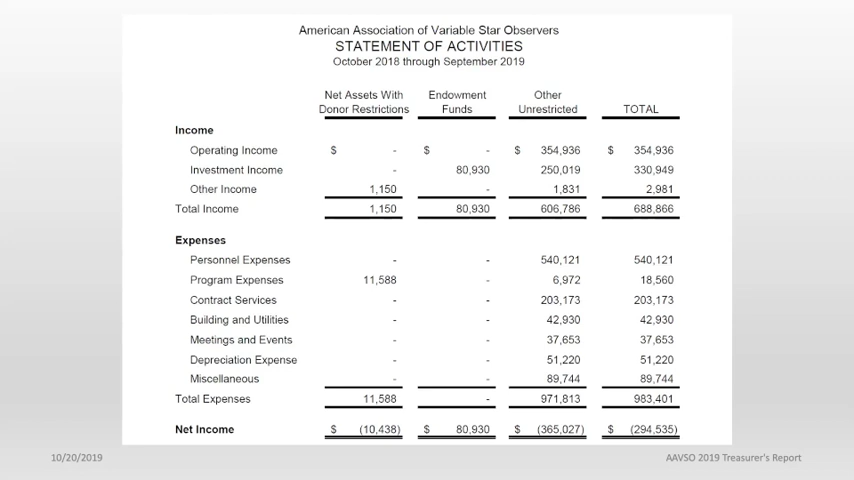 American Association of Variable Star Observers
STATEMENT OF ACTIVITIES
October 2018 through September 2019
Net Assets With Donor Restrictions Endowment Funds Other Unrestricted TOTAL
Income
Operating Income $ - $ - $ 354,936 $ 354,936
Investment Income - 80,930 250,019 330,949
Other Income 1,150 - 1,831 2,981
Total Income 1,150 80,930 606,786 688,866
Expenses
Personnel Expenses - - 540,121 540,121
Program Expenses 11,588 - 6,972 18,560
Contract Services - - 203,173 203,173
Building and Utilities - - 42,930 42,930
Meetings and Events - - 37,653 37,653
Depreciation Expense - - 51,220 51,220
Miscellaneous - - 89,744 89,744
Total Expenses 11,588 - 971,813 983,401
Net Income $ (10,438) $ 80,930 $ (365,027) $ (294,535)
10/20/2019 AAVSO 2019 Treasurer's Report